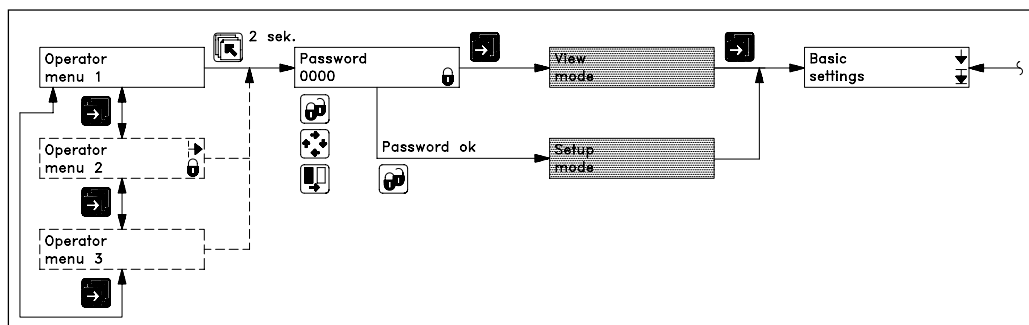 Operator
menu 1
2 sek.
Password
0000
View
mode
Basic
settings
Operator
menu 2
Password ok
Setup
mode
Operator
menu 3